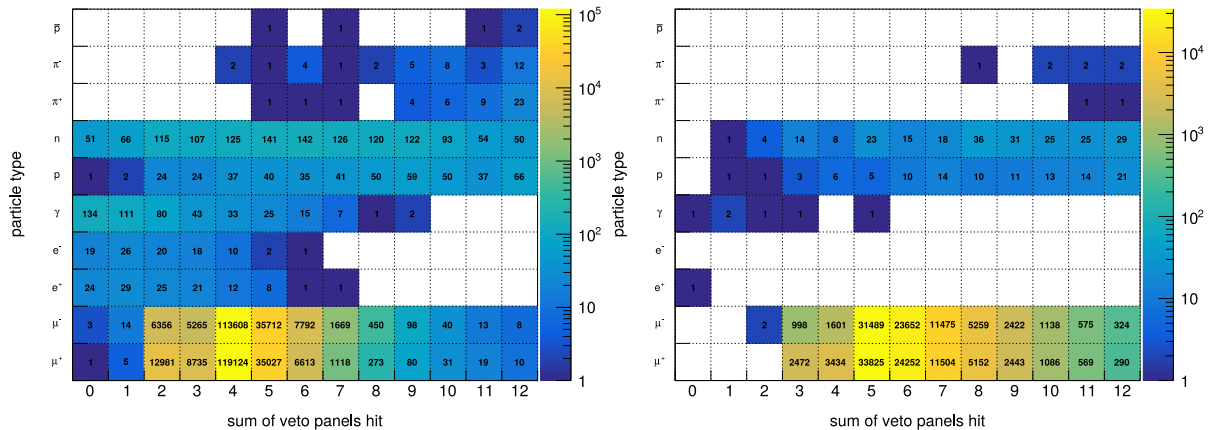 p̅ 1 1 1 2
π⁻ 2 1 4 1 2 5 8 3 12
π⁺ 1 1 1 4 6 9 23
n 51 66 115 107 125 141 142 126 120 122 93 54 50
p 1 2 24 24 37 40 35 41 50 59 50 37 66
γ 134 111 80 43 33 25 15 7 1 2
e⁻ 19 26 20 18 10 2 1
e⁺ 24 29 25 21 12 8 1 1
μ⁻ 3 14 6356 5265 113608 35712 7792 1669 450 98 40 13 8
μ⁺ 1 5 12981 8735 119124 35027 6613 1118 273 80 31 19 10
0 1 2 3 4 5 6 7 8 9 10 11 12
sum of veto panels hit
particle type
10⁵
10⁴
10³
10²
10
1
p̅
π⁻ 1 2 2 2
π⁺ 1 1
n 1 4 14 8 23 15 18 36 31 25 25 29
p 1 1 3 6 5 10 14 10 11 13 14 21
γ 1 2 1 1 1
e⁻
e⁺ 1
μ⁻ 2 998 1601 31489 23652 11475 5259 2422 1138 575 324
μ⁺ 2472 3434 33825 24252 11504 5152 2443 1086 569 290
0 1 2 3 4 5 6 7 8 9 10 11 12
sum of veto panels hit
particle type
10⁴
10³
10²
10
1